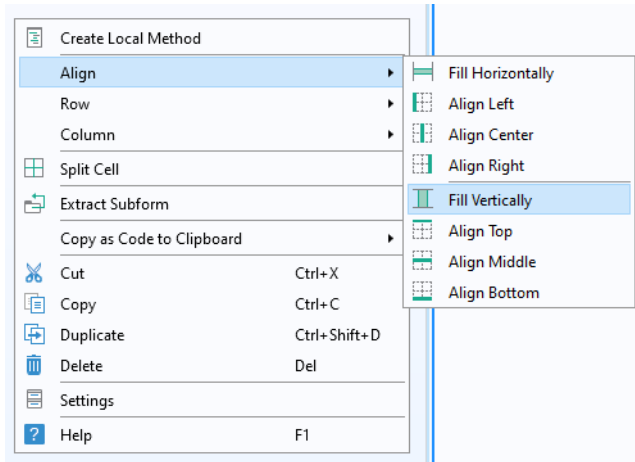 Create Local Method
Align
Row
Column
Split Cell
Extract Subform
Copy as Code to Clipboard
Cut Ctrl+X
Copy Ctrl+C
Duplicate Ctrl+Shift+D
Delete Del
Settings
? Help F1
Fill Horizontally
Align Left
Align Center
Align Right
Fill Vertically
Align Top
Align Middle
Align Bottom